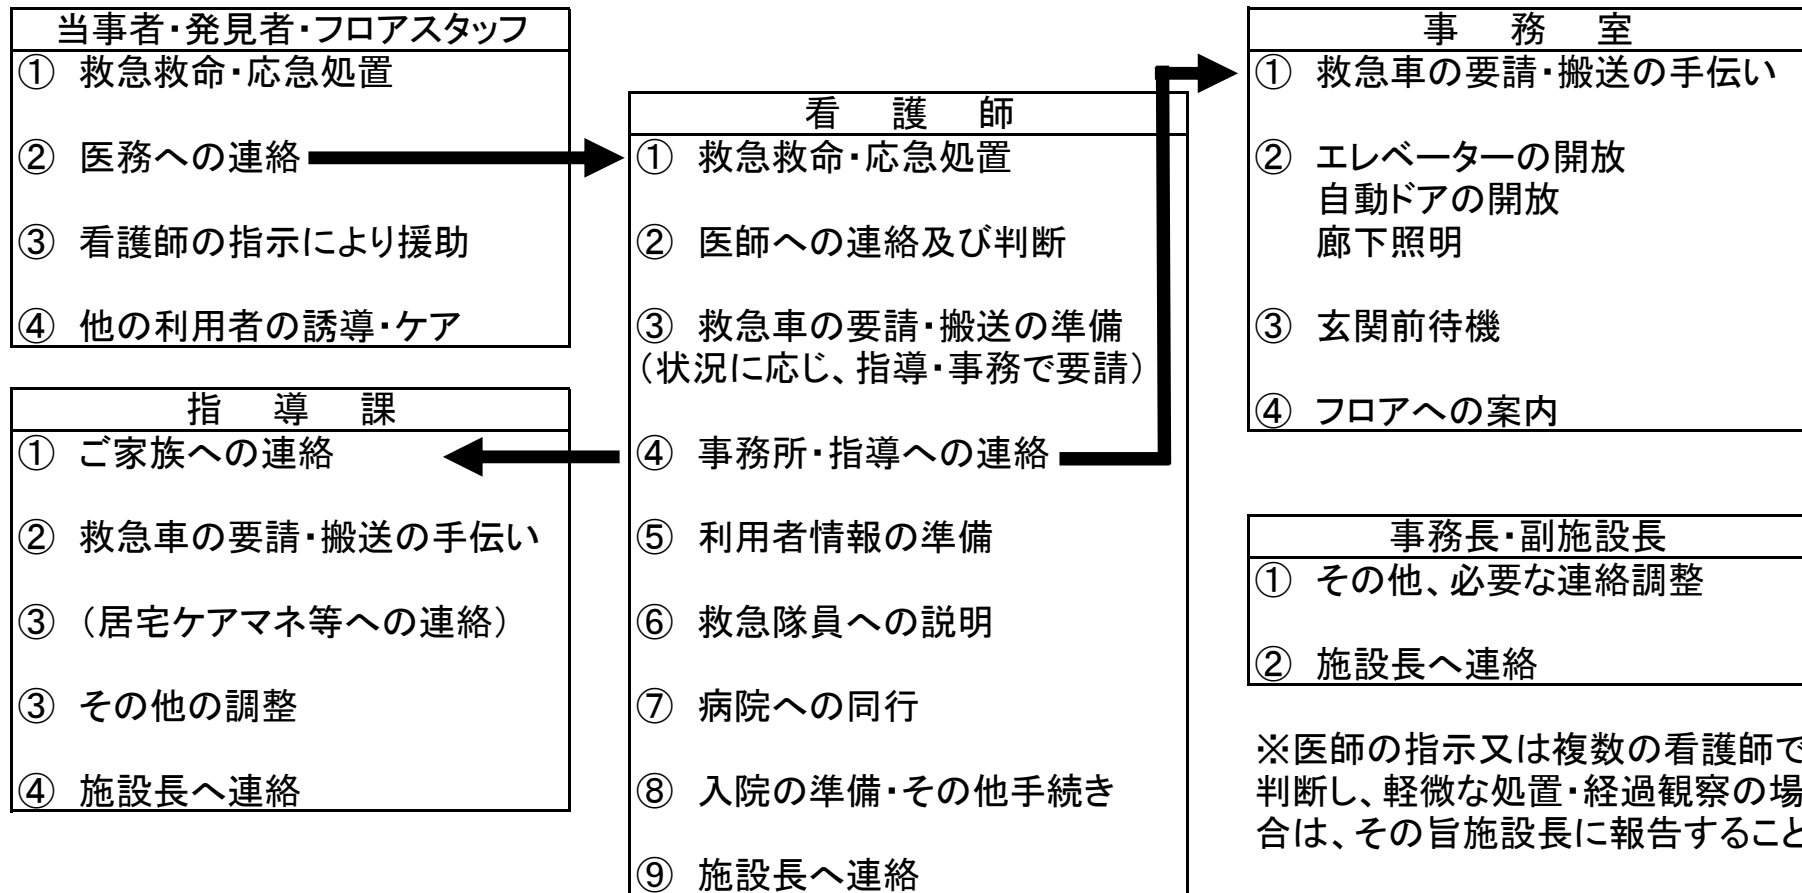 当事者・発見者・フロアスタッフ
① 救急救命・応急処置
② 医務への連絡
③ 看護師の指示により援助
④ 他の利用者の誘導・ケア
指 導 課
① ご家族への連絡
② 救急車の要請・搬送の手伝い
③ （居宅ケアマネ等への連絡）
③ その他の調整
④ 施設長へ連絡
看 護 師
① 救急救命・応急処置
② 医師への連絡及び判断
③ 救急車の要請・搬送の準備
（状況に応じ、指導・事務で要請）
④ 事務所・指導への連絡
⑤ 利用者情報の準備
⑥ 救急隊員への説明
⑦ 病院への同行
⑧ 入院の準備・その他手続き
⑨ 施設長へ連絡
事 務 室
① 救急車の要請・搬送の手伝い
② エレベーターの開放
自動ドアの開放
廊下照明
③ 玄関前待機
④ フロアへの案内
事務長・副施設長
① その他、必要な連絡調整
② 施設長へ連絡
※医師の指示又は複数の看護師で
判断し、軽微な処置・経過観察の場
合は、その旨施設長に報告すること